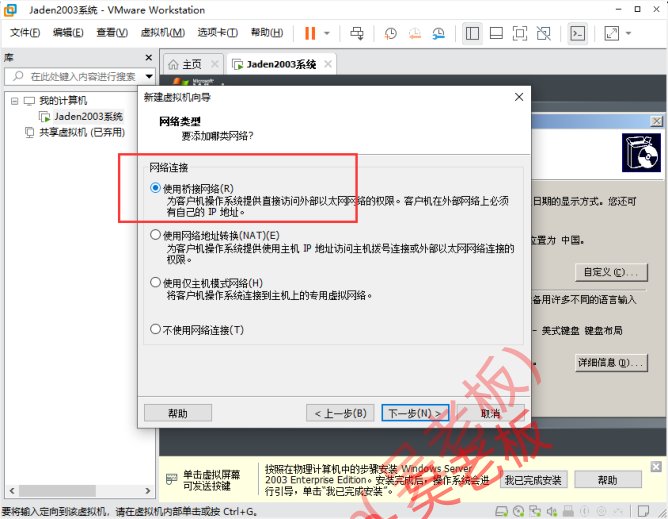 Jaden2003系统 - VMware Workstation
文件(F) 编辑(E) 查看(V) 虚拟机(M) 选项卡(T) 帮助(H)
库
在此处键入内容进行搜索
我的计算机
Jaden2003系统
共享虚拟机 (已弃用)
主页
Jaden2003系统
Microsoft
新建虚拟机向导
网络类型
要添加哪类网络?
网络连接
使用桥接网络(R)
为客户机操作系统提供直接访问外部以太网网络的权限。客户机在外部网络上必须
有自己的 IP 地址。
使用网络地址转换(NAT)(E)
为客户机操作系统提供使用主机 IP 地址访问主机拨号连接或外部以太网网络连接的
权限。
使用仅主机模式网络(H)
将客户机操作系统连接到主机上的专用虚拟网络。
不使用网络连接(T)
帮助
< 上一步(B)
下一步(N) >
取消
日期的显示方式。您还可
位置为 中国。
自定义(C)...
备用许多不同的语言输入
- 美式键盘 键盘布局
详细信息(D)...
单击虚拟屏幕
可发送按键
按照在物理计算机中的步骤安装 Windows Server
2003 Enterprise Edition。安装完成后，操作系统会进
行引导，单击“我已完成安装”。
我已完成安装
帮助
要将输入定向到该虚拟机，请在虚拟机内部单击或按 Ctrl+G。